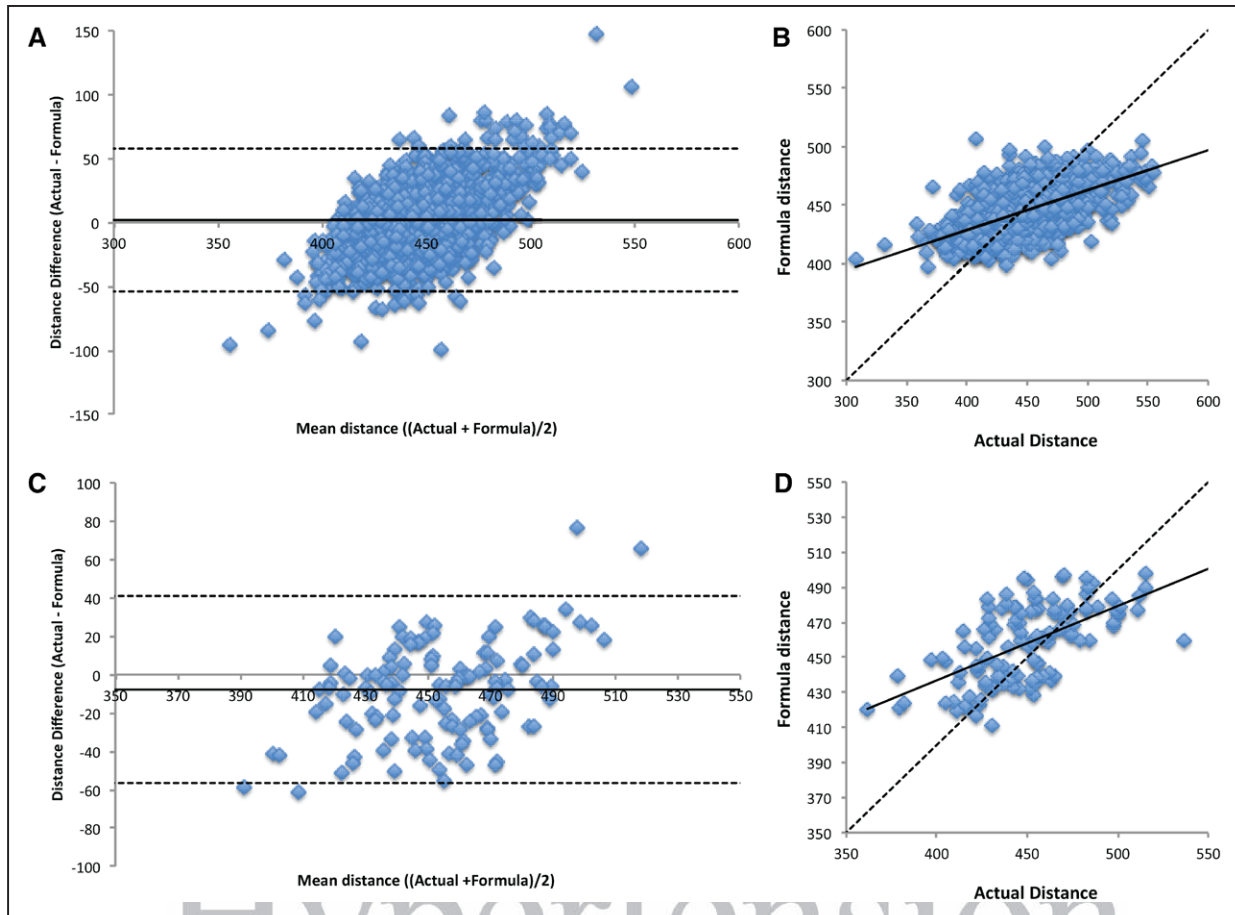 A
B
150
100
50
0
-50
-100
-150
300 350 400 450 500 550 600
Distance Difference (Actual - Formula)
Mean distance ((Actual + Formula)/2)
600
550
500
450
400
350
300
300 350 400 450 500 550 600
Formula distance
Actual Distance
C
D
100
80
60
40
20
0
-20
-40
-60
-80
-100
350 370 390 410 430 450 470 490 510 530 550
Distance Difference (Actual - Formula)
Mean distance ((Actual +Formula)/2)
550
530
510
490
470
450
430
410
390
370
350
350 400 450 500 550
Formula distance
Actual Distance
Hypertension